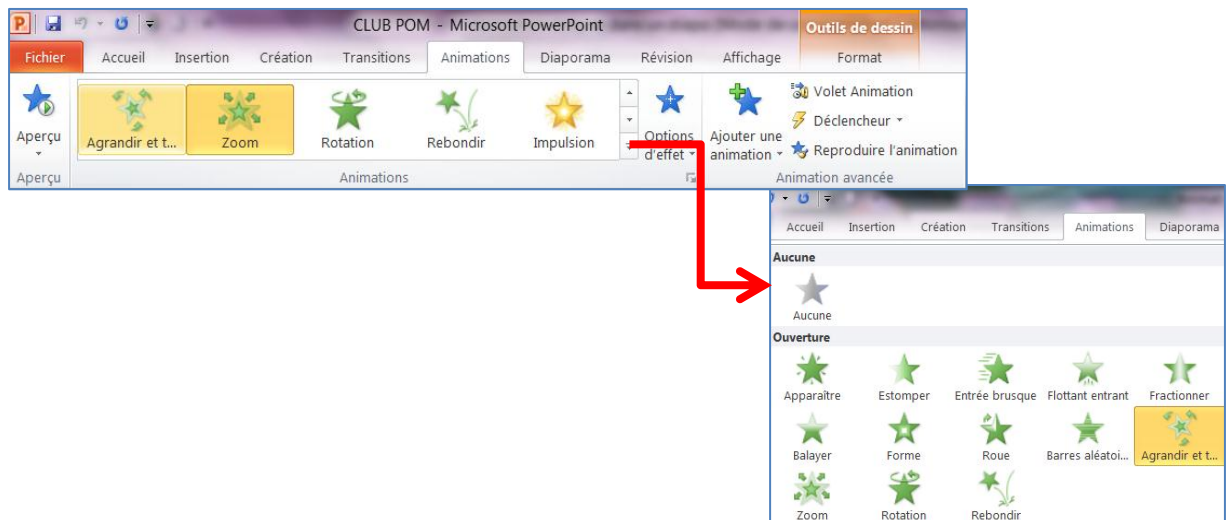 CLUB POM - Microsoft PowerPoint
Outils de dessin
Fichier Accueil Insertion Création Transitions Animations Diaporama Révision Affichage Format
Aperçu
Agrandir et t... Zoom Rotation Rebondir Impulsion
Options d'effet
Ajouter une animation
Volet Animation
Déclencheur
Reproduire l'animation
Aperçu Animations Animation avancée
Accueil Insertion Création Transitions Animations Diaporama
Aucune
Aucune
Ouverture
Apparaître Estomper Entrée brusque Flottant entrant Fractionner
Balayer Forme Roue Barres aléatoi... Agrandir et t...
Zoom Rotation Rebondir